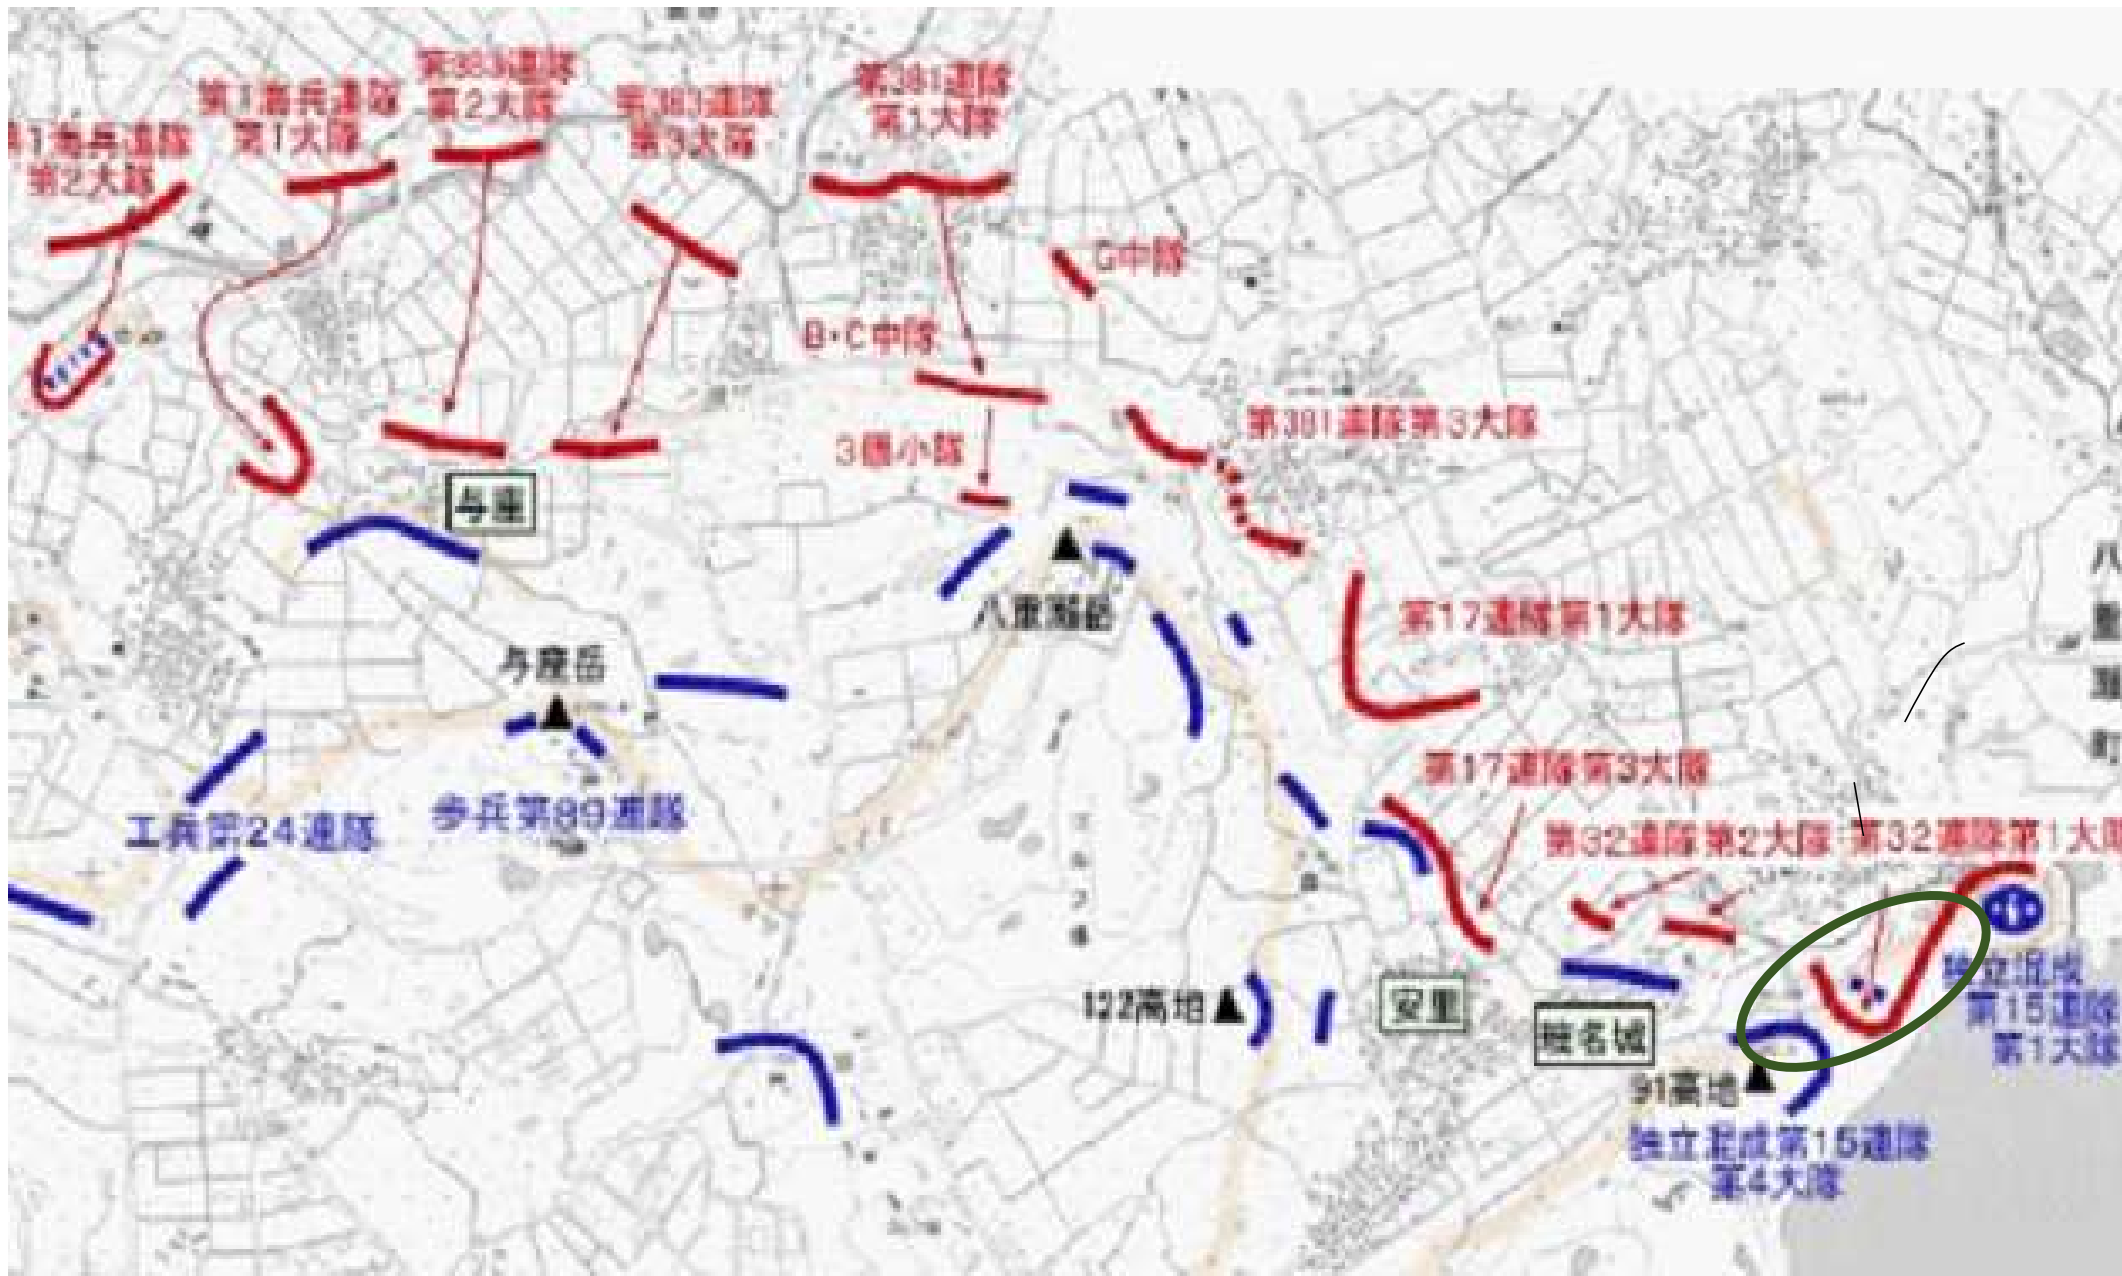 第383連隊
第2大隊
第1海兵連隊
第1大隊
第1海兵連隊
第2大隊
第383連隊
第3大隊
第381連隊
第1大隊
G中隊
B・C中隊
第381連隊第3大隊
3個小隊
与座
八重瀬岳
第17連隊第1大隊
与座岳
八
重
瀬
町
第17連隊第3大隊
工兵第24連隊
歩兵第89連隊
第32連隊第2大隊
第32連隊第1大隊
独立混成
第15連隊
第1大隊
122高地
安里
具志頭城
91高地
独立混成第15連隊
第4大隊